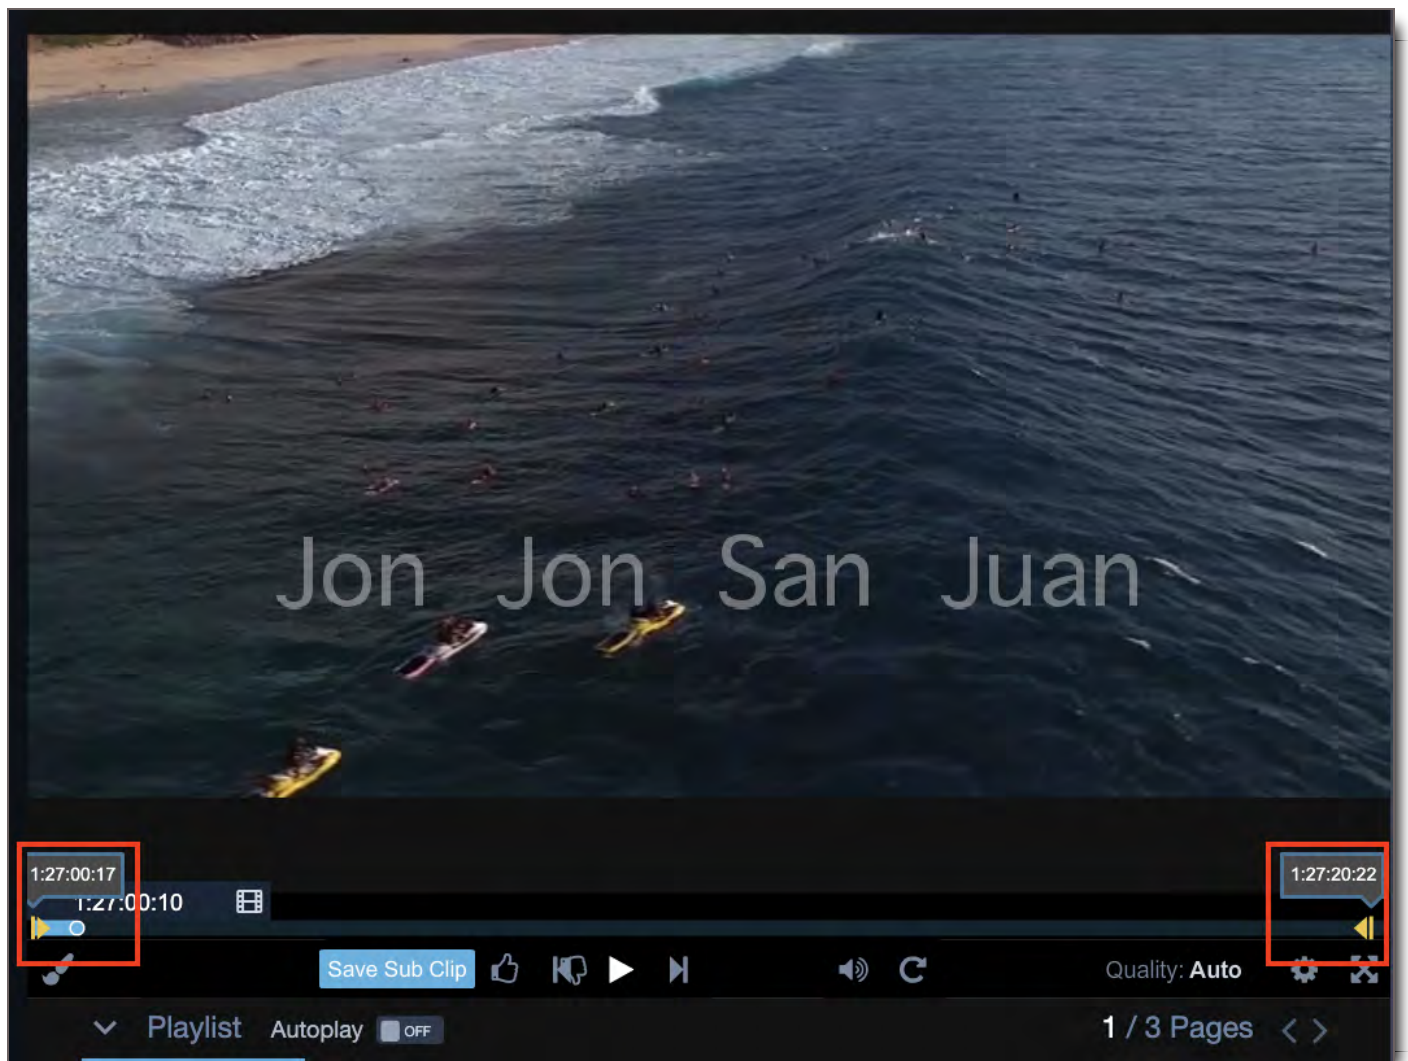 Jon Jon San Juan
1:27:00:17
1:27:20:22
1:27:00:10
Save Sub Clip
Quality: Auto
Playlist Autoplay OFF
1 / 3 Pages